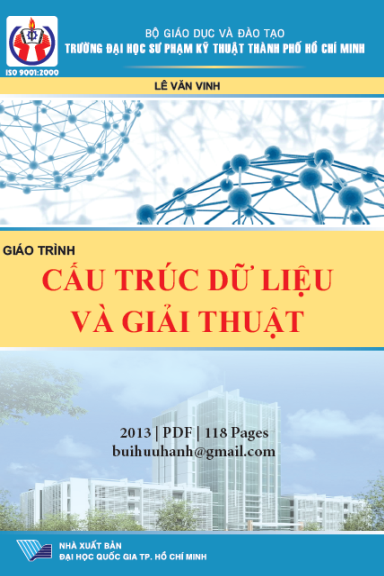 BỘ GIÁO DỤC VÀ ĐÀO TẠO
TRƯỜNG ĐẠI HỌC SƯ PHẠM KỸ THUẬT THÀNH PHỐ HỒ CHÍ MINH
ISO 9001:2000
LÊ VĂN VINH
GIÁO TRÌNH
CẤU TRÚC DỮ LIỆU
VÀ GIẢI THUẬT
2013 | PDF | 118 Pages
buihuuhanh@gmail.com
NHÀ XUẤT BẢN
ĐẠI HỌC QUỐC GIA TP. HỒ CHÍ MINH